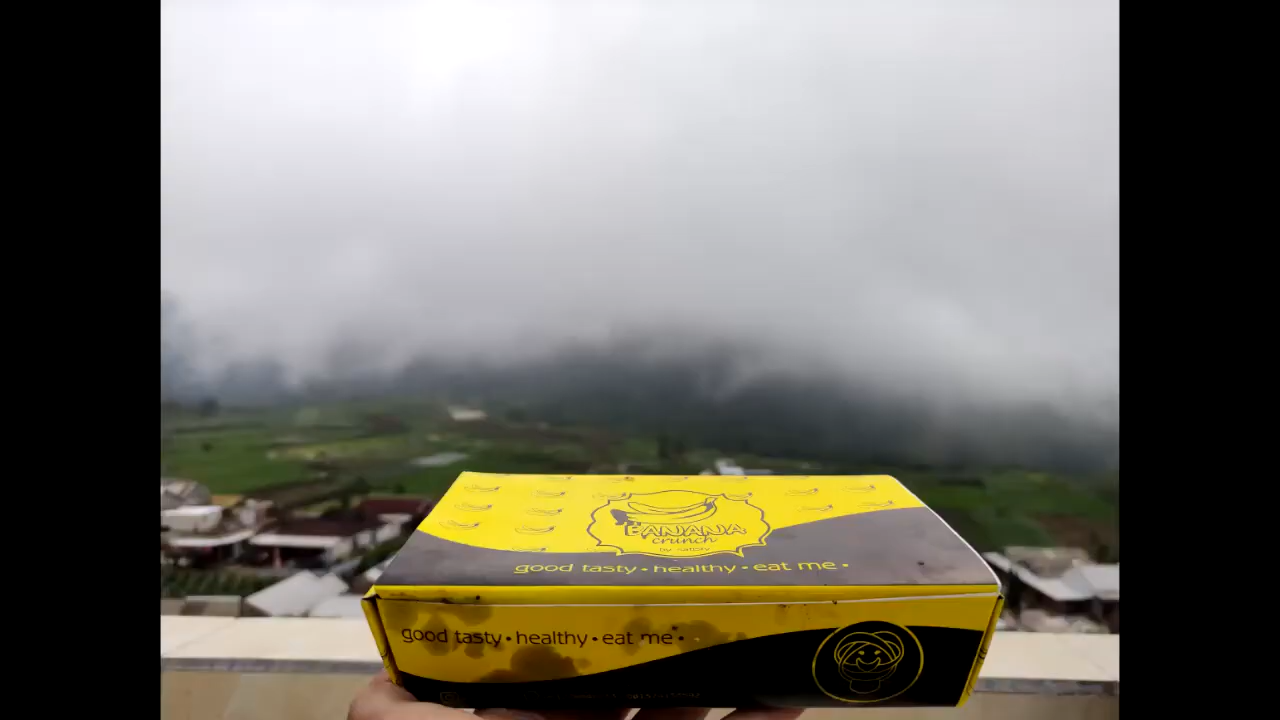 BANANA
crunch
good tasty • healthy • eat me •
good tasty • healthy • eat me •